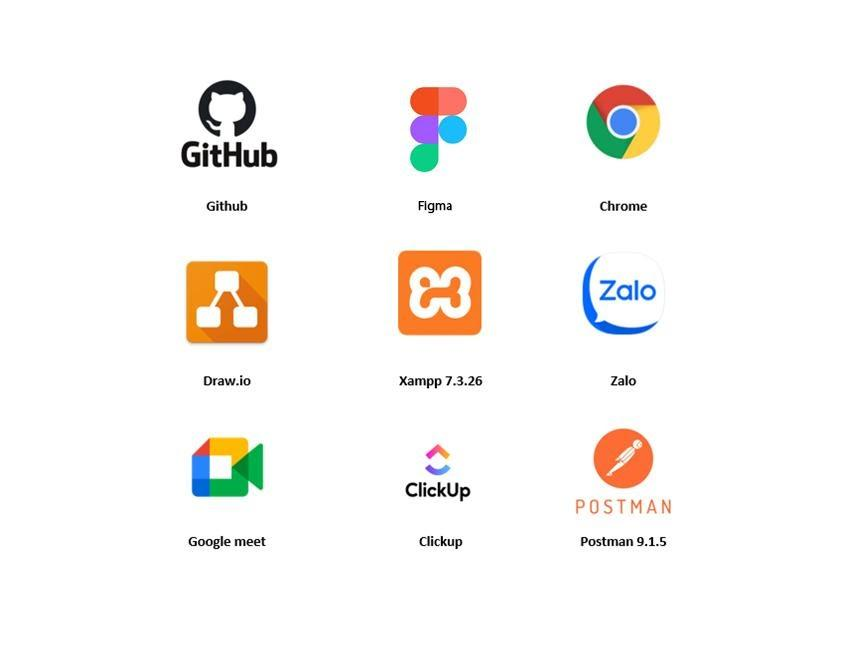 GitHub
Github
Figma
Chrome
Draw.io
Xampp 7.3.26
Zalo
Zalo
Google meet
ClickUp
Clickup
POSTMAN
Postman 9.1.5